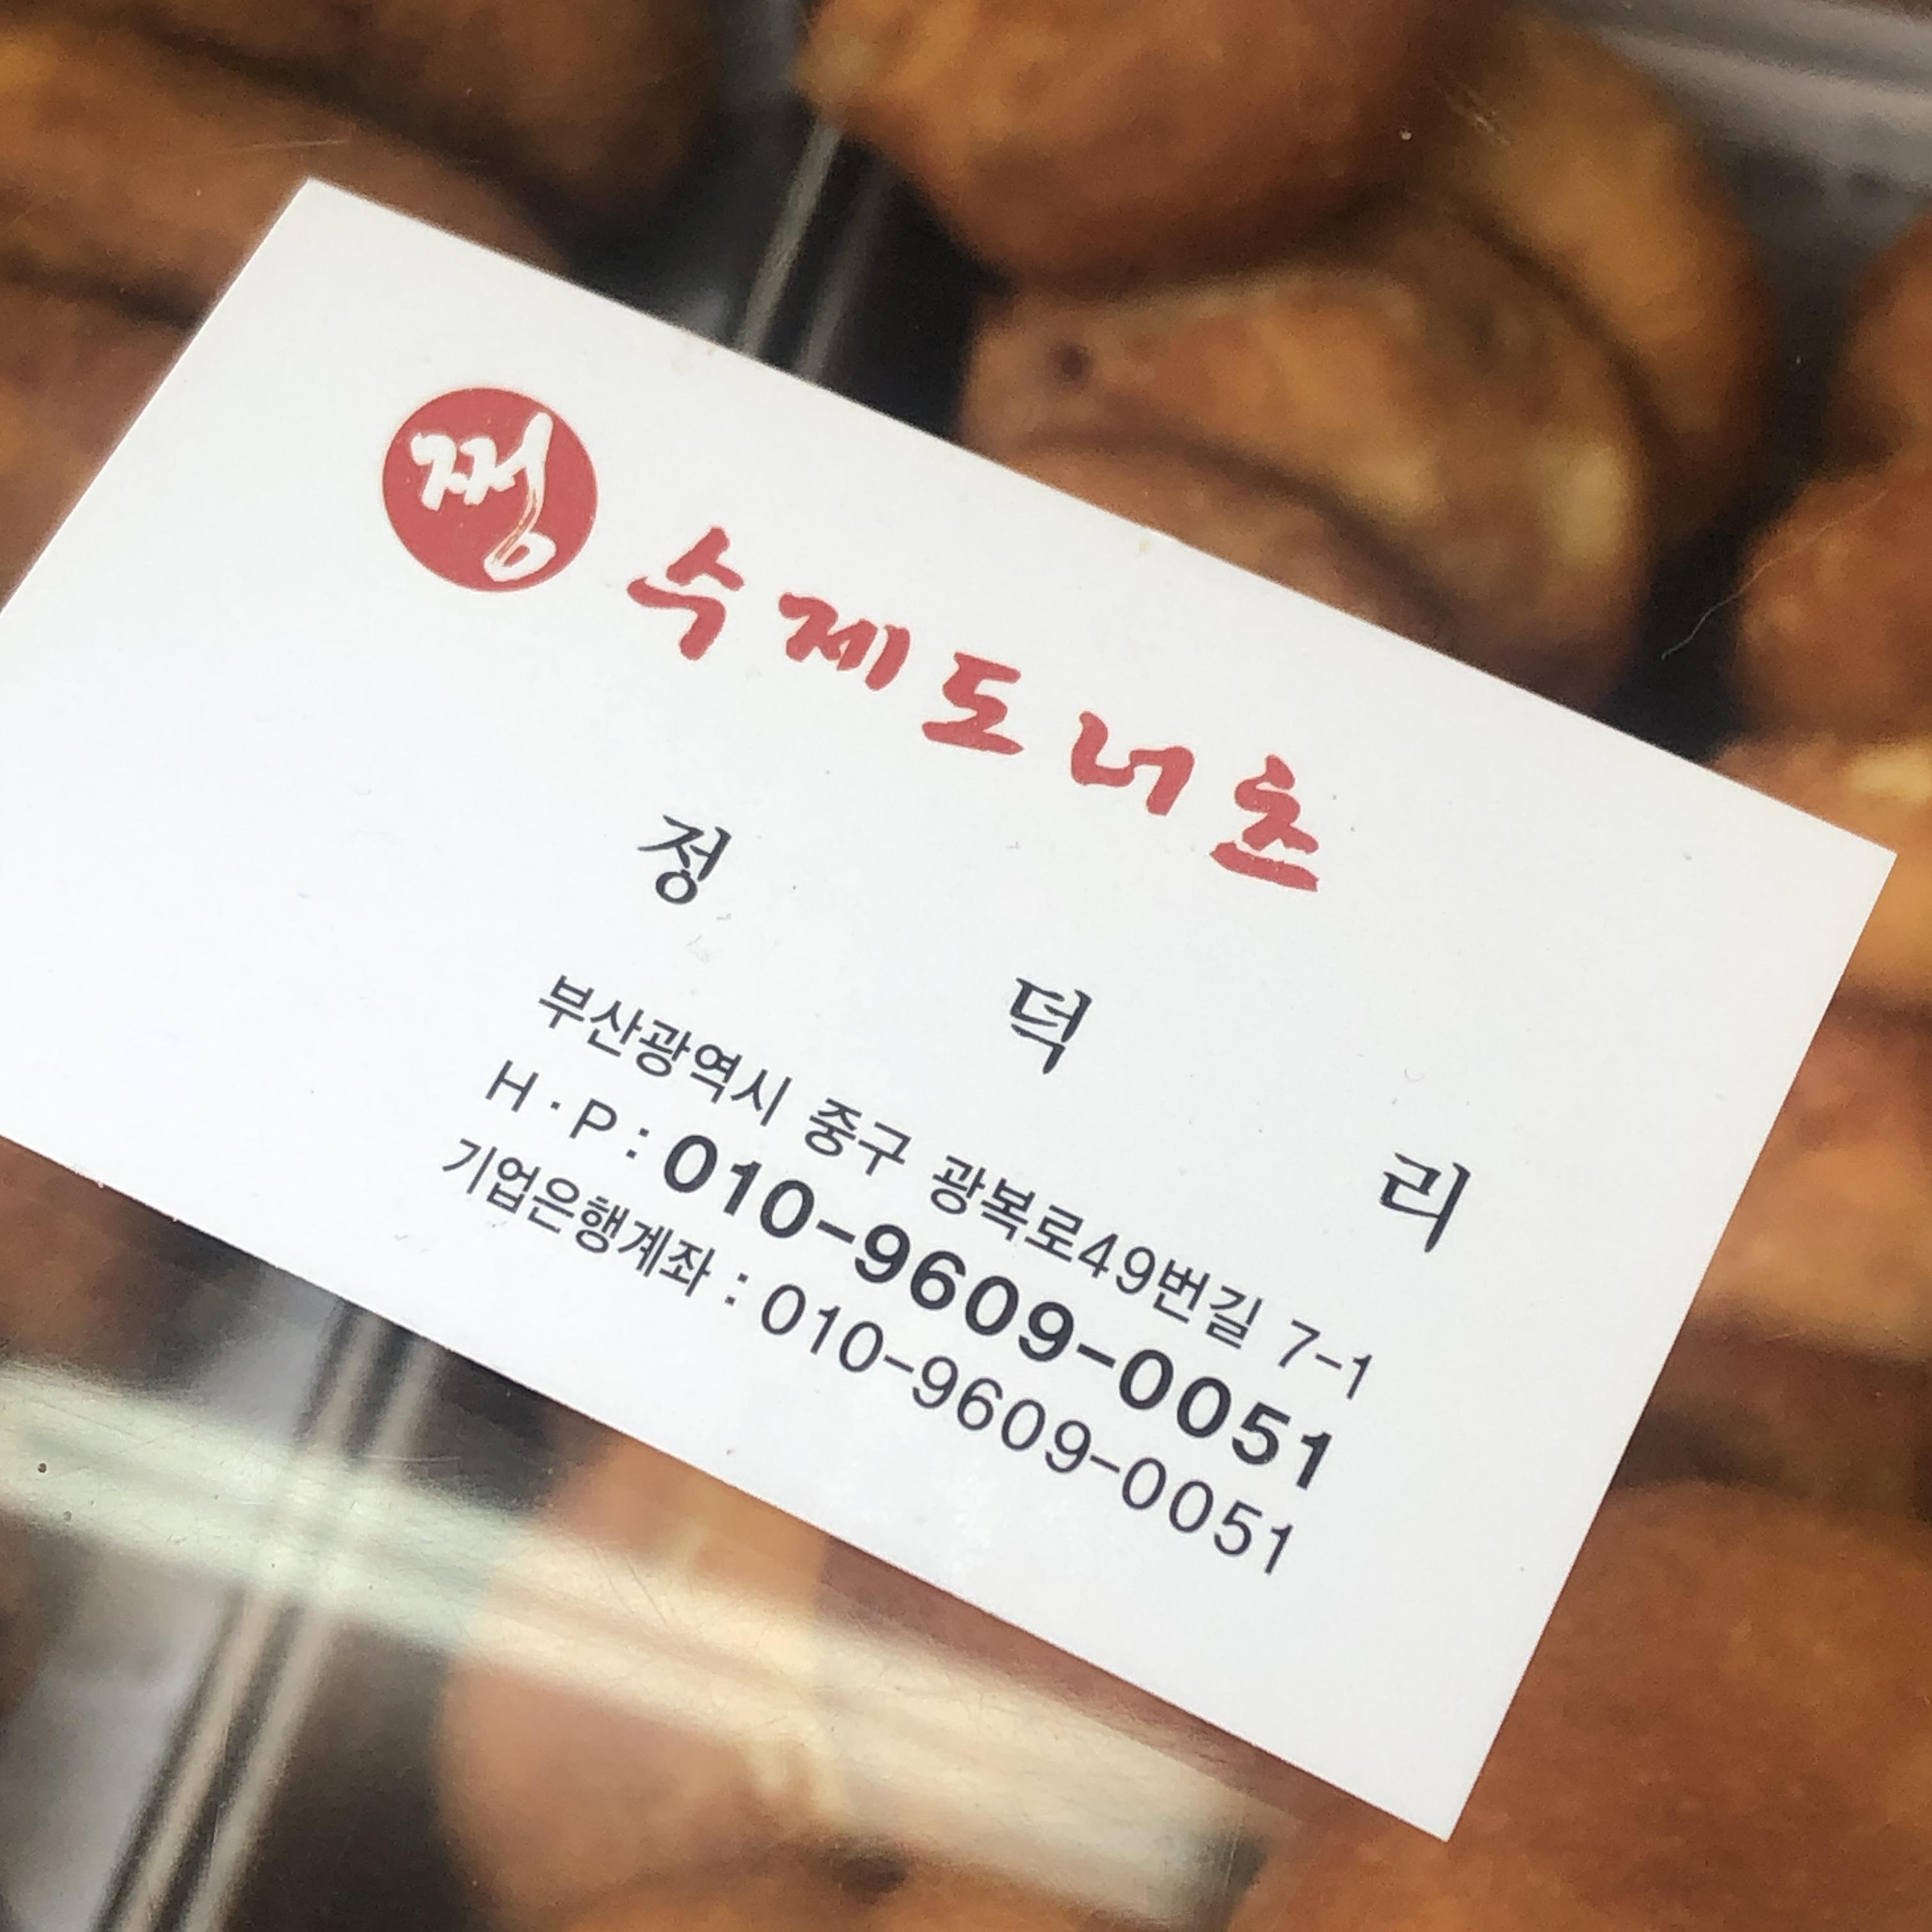 쩡 수제도너츠
정 덕 리
부산광역시 중구 광복로49번길 7-1
H·P : 010-9609-0051
기업은행계좌 : 010-9609-0051